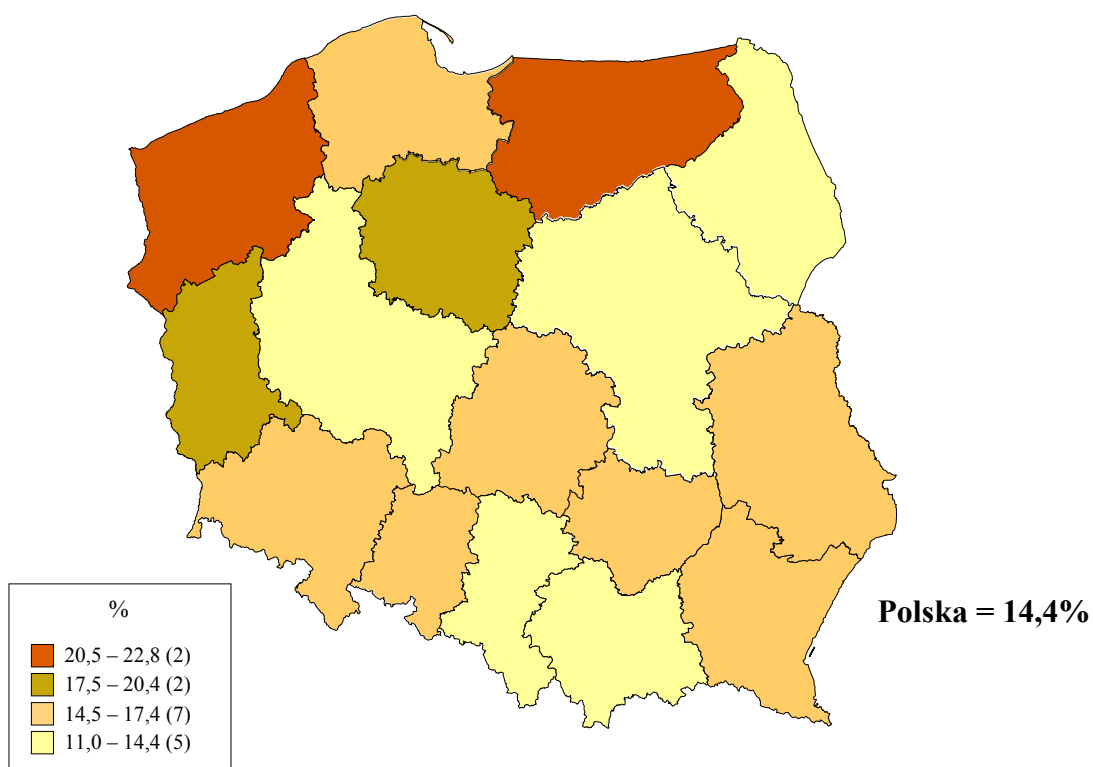 %
20,5 – 22,8 (2)
17,5 – 20,4 (2)
14,5 – 17,4 (7)
11,0 – 14,4 (5)
Polska = 14,4%